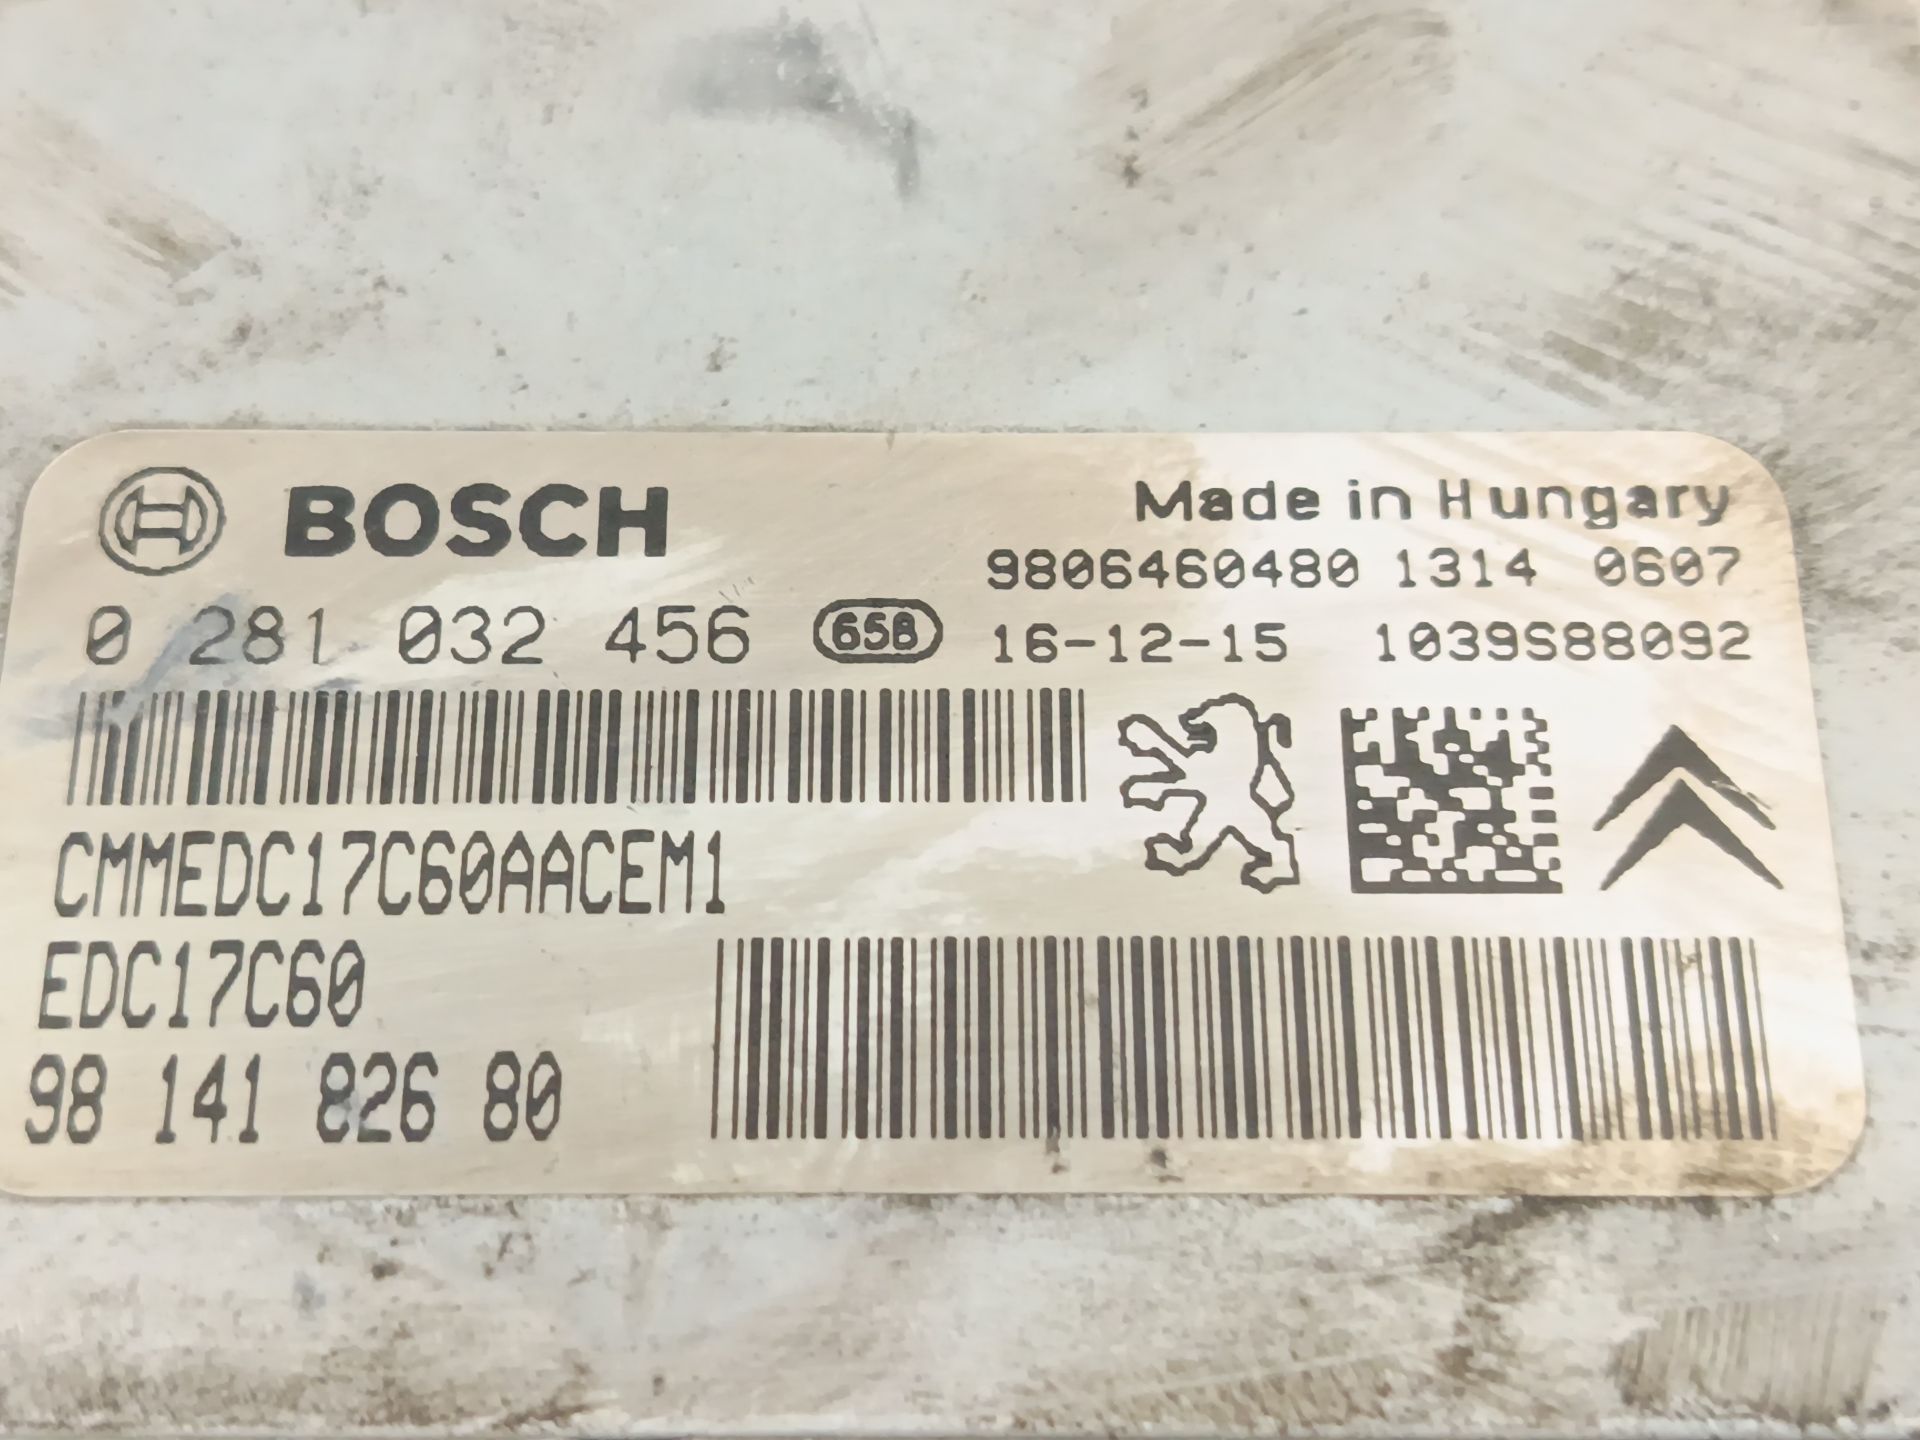 BOSCH
Made in Hungary
9806460480 1314 0607
0 281 032 456 65B 16-12-15 1039S88092
CMMEDC17C60AACEM1
EDC17C60
98 141 826 80